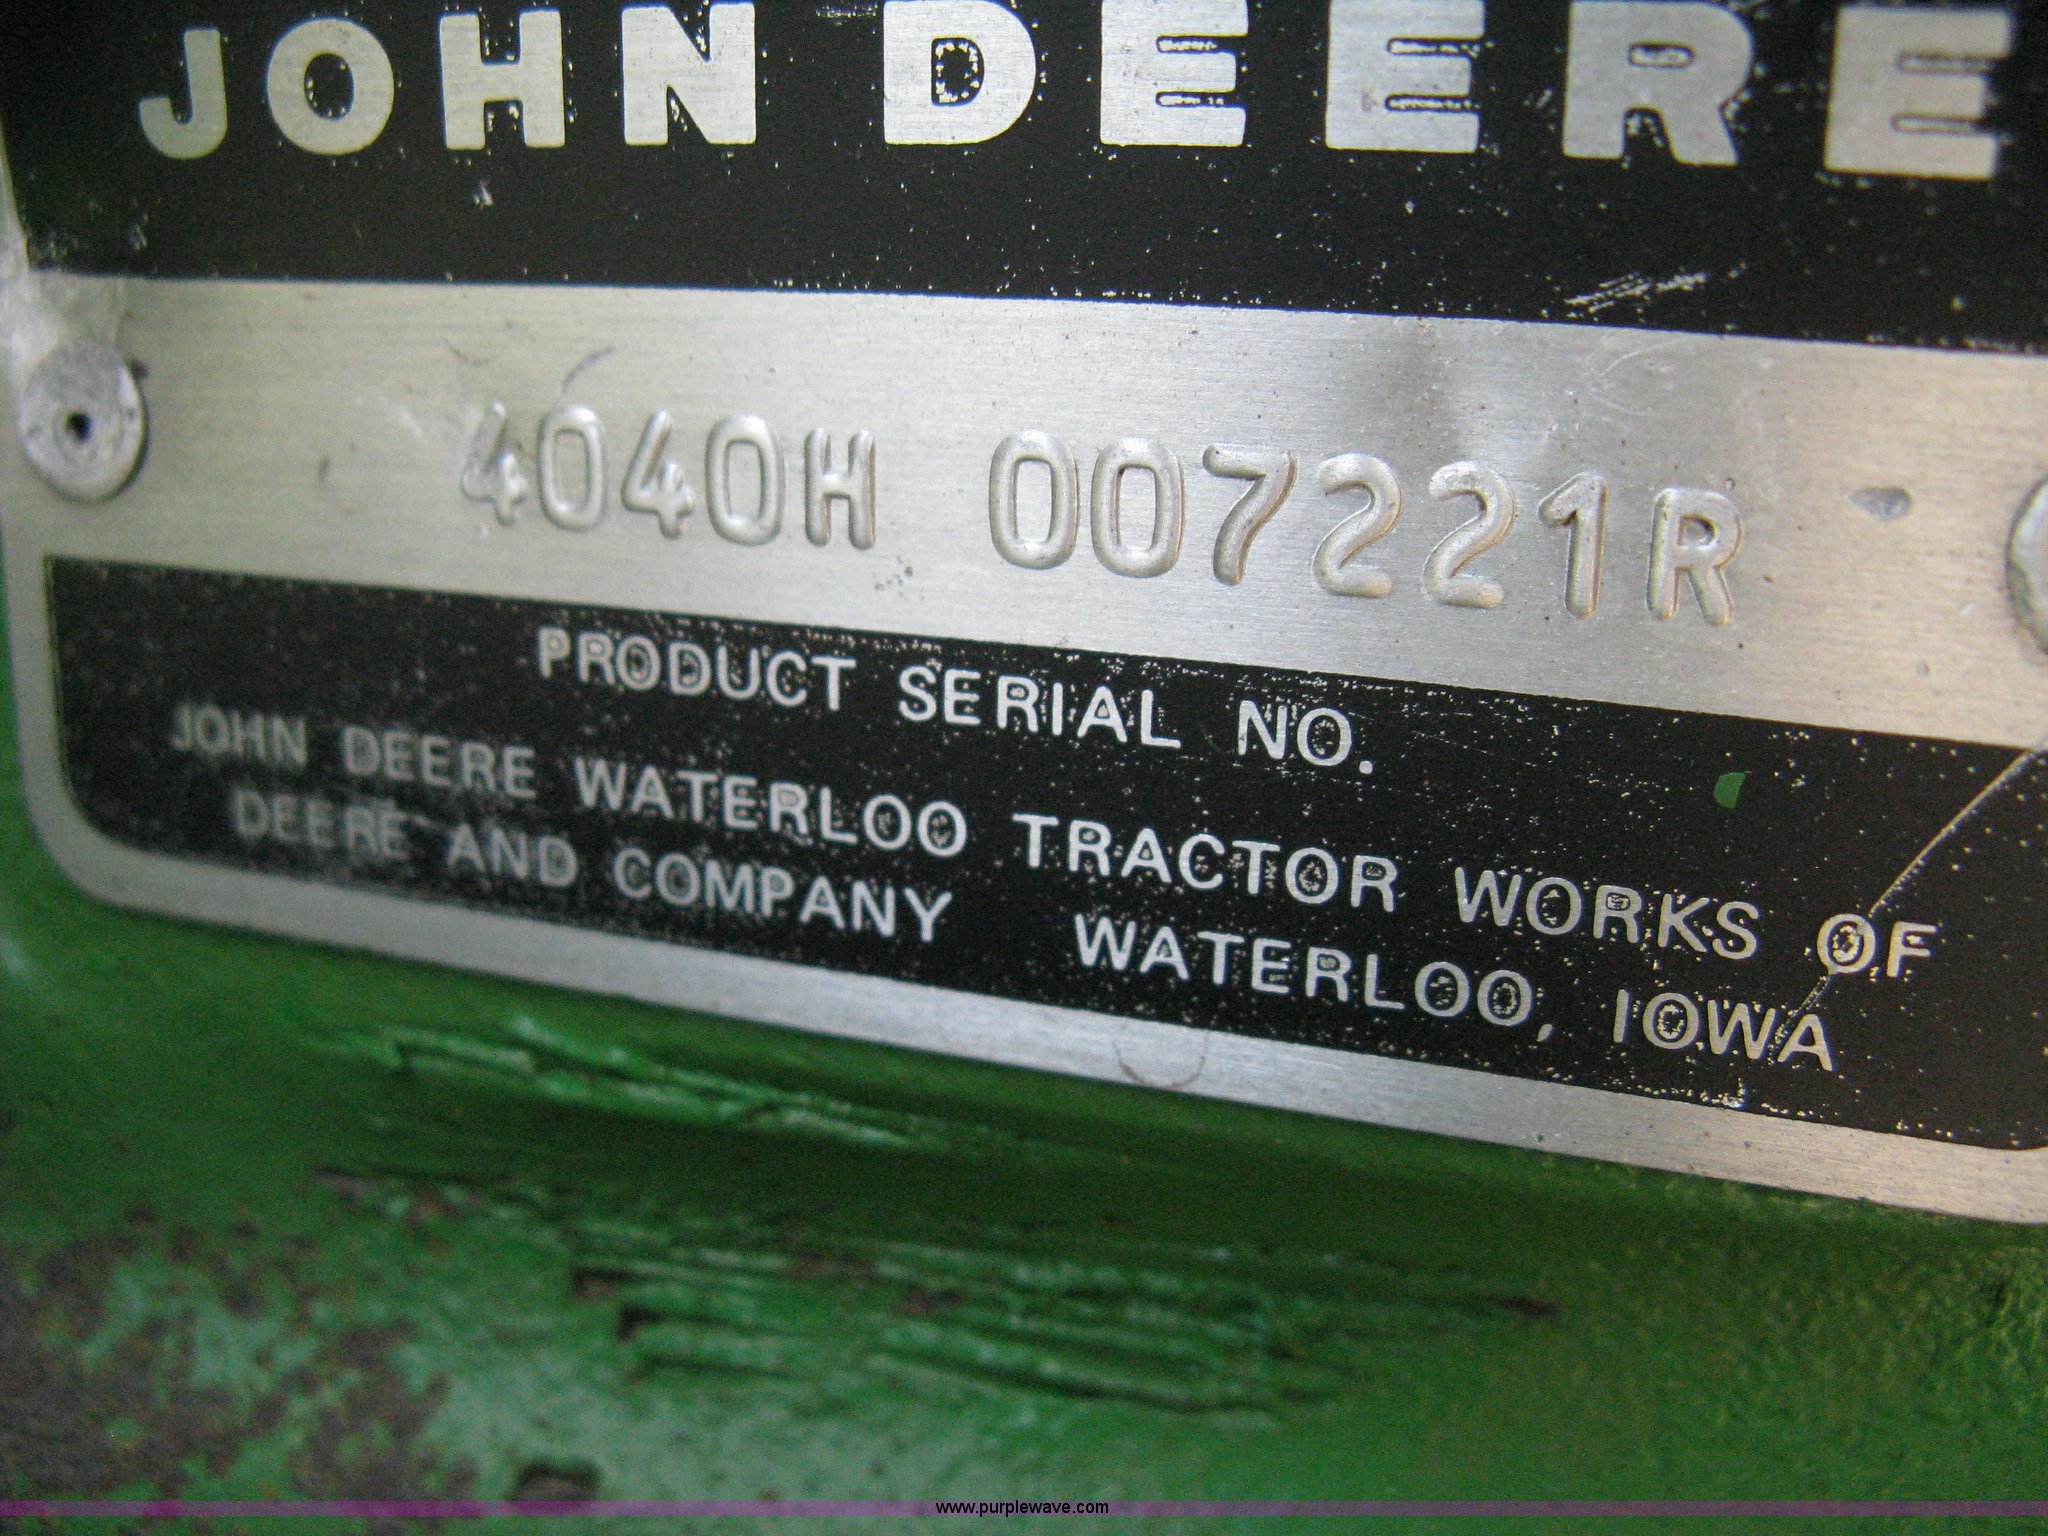 JOHN DEERE
4040H 007221R
PRODUCT SERIAL NO.
JOHN DEERE WATERLOO TRACTOR WORKS OF
DEERE AND COMPANY WATERLOO, IOWA
www.purplewave.com